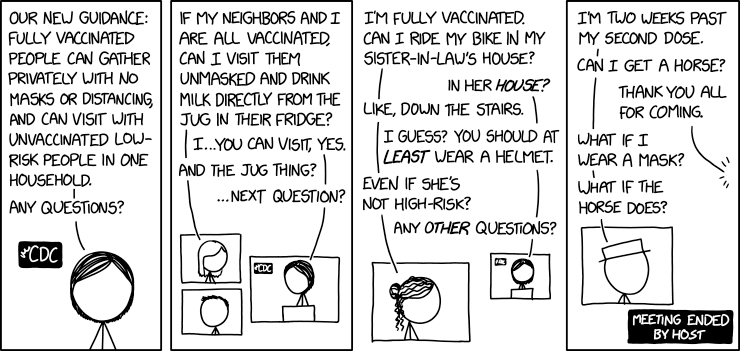 OUR NEW GUIDANCE:
FULLY VACCINATED
PEOPLE CAN GATHER
PRIVATELY WITH NO
MASKS OR DISTANCING,
AND CAN VISIT WITH
UNVACCINATED LOW-
RISK PEOPLE IN ONE
HOUSEHOLD.
ANY QUESTIONS?
CDC
IF MY NEIGHBORS AND I
ARE ALL VACCINATED,
CAN I VISIT THEM
UNMASKED AND DRINK
MILK DIRECTLY FROM THE
JUG IN THEIR FRIDGE?
I...YOU CAN VISIT, YES.
AND THE JUG THING?
...NEXT QUESTION?
CDC
I'M FULLY VACCINATED.
CAN I RIDE MY BIKE IN MY
SISTER-IN-LAW'S HOUSE?
IN HER HOUSE?
LIKE, DOWN THE STAIRS.
I GUESS? YOU SHOULD AT
LEAST WEAR A HELMET.
EVEN IF SHE'S
NOT HIGH-RISK?
ANY OTHER QUESTIONS?
I'M TWO WEEKS PAST
MY SECOND DOSE.
CAN I GET A HORSE?
THANK YOU ALL
FOR COMING.
WHAT IF I
WEAR A MASK?
WHAT IF THE
HORSE DOES?
MEETING ENDED
BY HOST